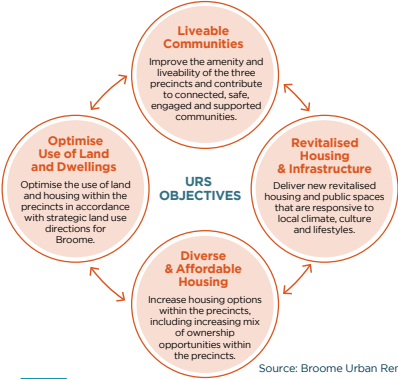 Liveable
Communities
Improve the amenity and
liveability of the three
precincts and contribute
to connected, safe,
engaged and supported
communities.
Optimise
Use of Land
and Dwellings
Optimise the use of land
and housing within the
precincts in accordance
with strategic land use
directions for
Broome.
URS
OBJECTIVES
Revitalised
Housing
& Infrastructure
Deliver new revitalised
housing and public spaces
that are responsive to
local climate, culture
and lifestyles.
Diverse
& Affordable
Housing
Increase housing options
within the precincts,
including increasing mix
of ownership
opportunities within
the precincts.
Source: Broome Urban Rer